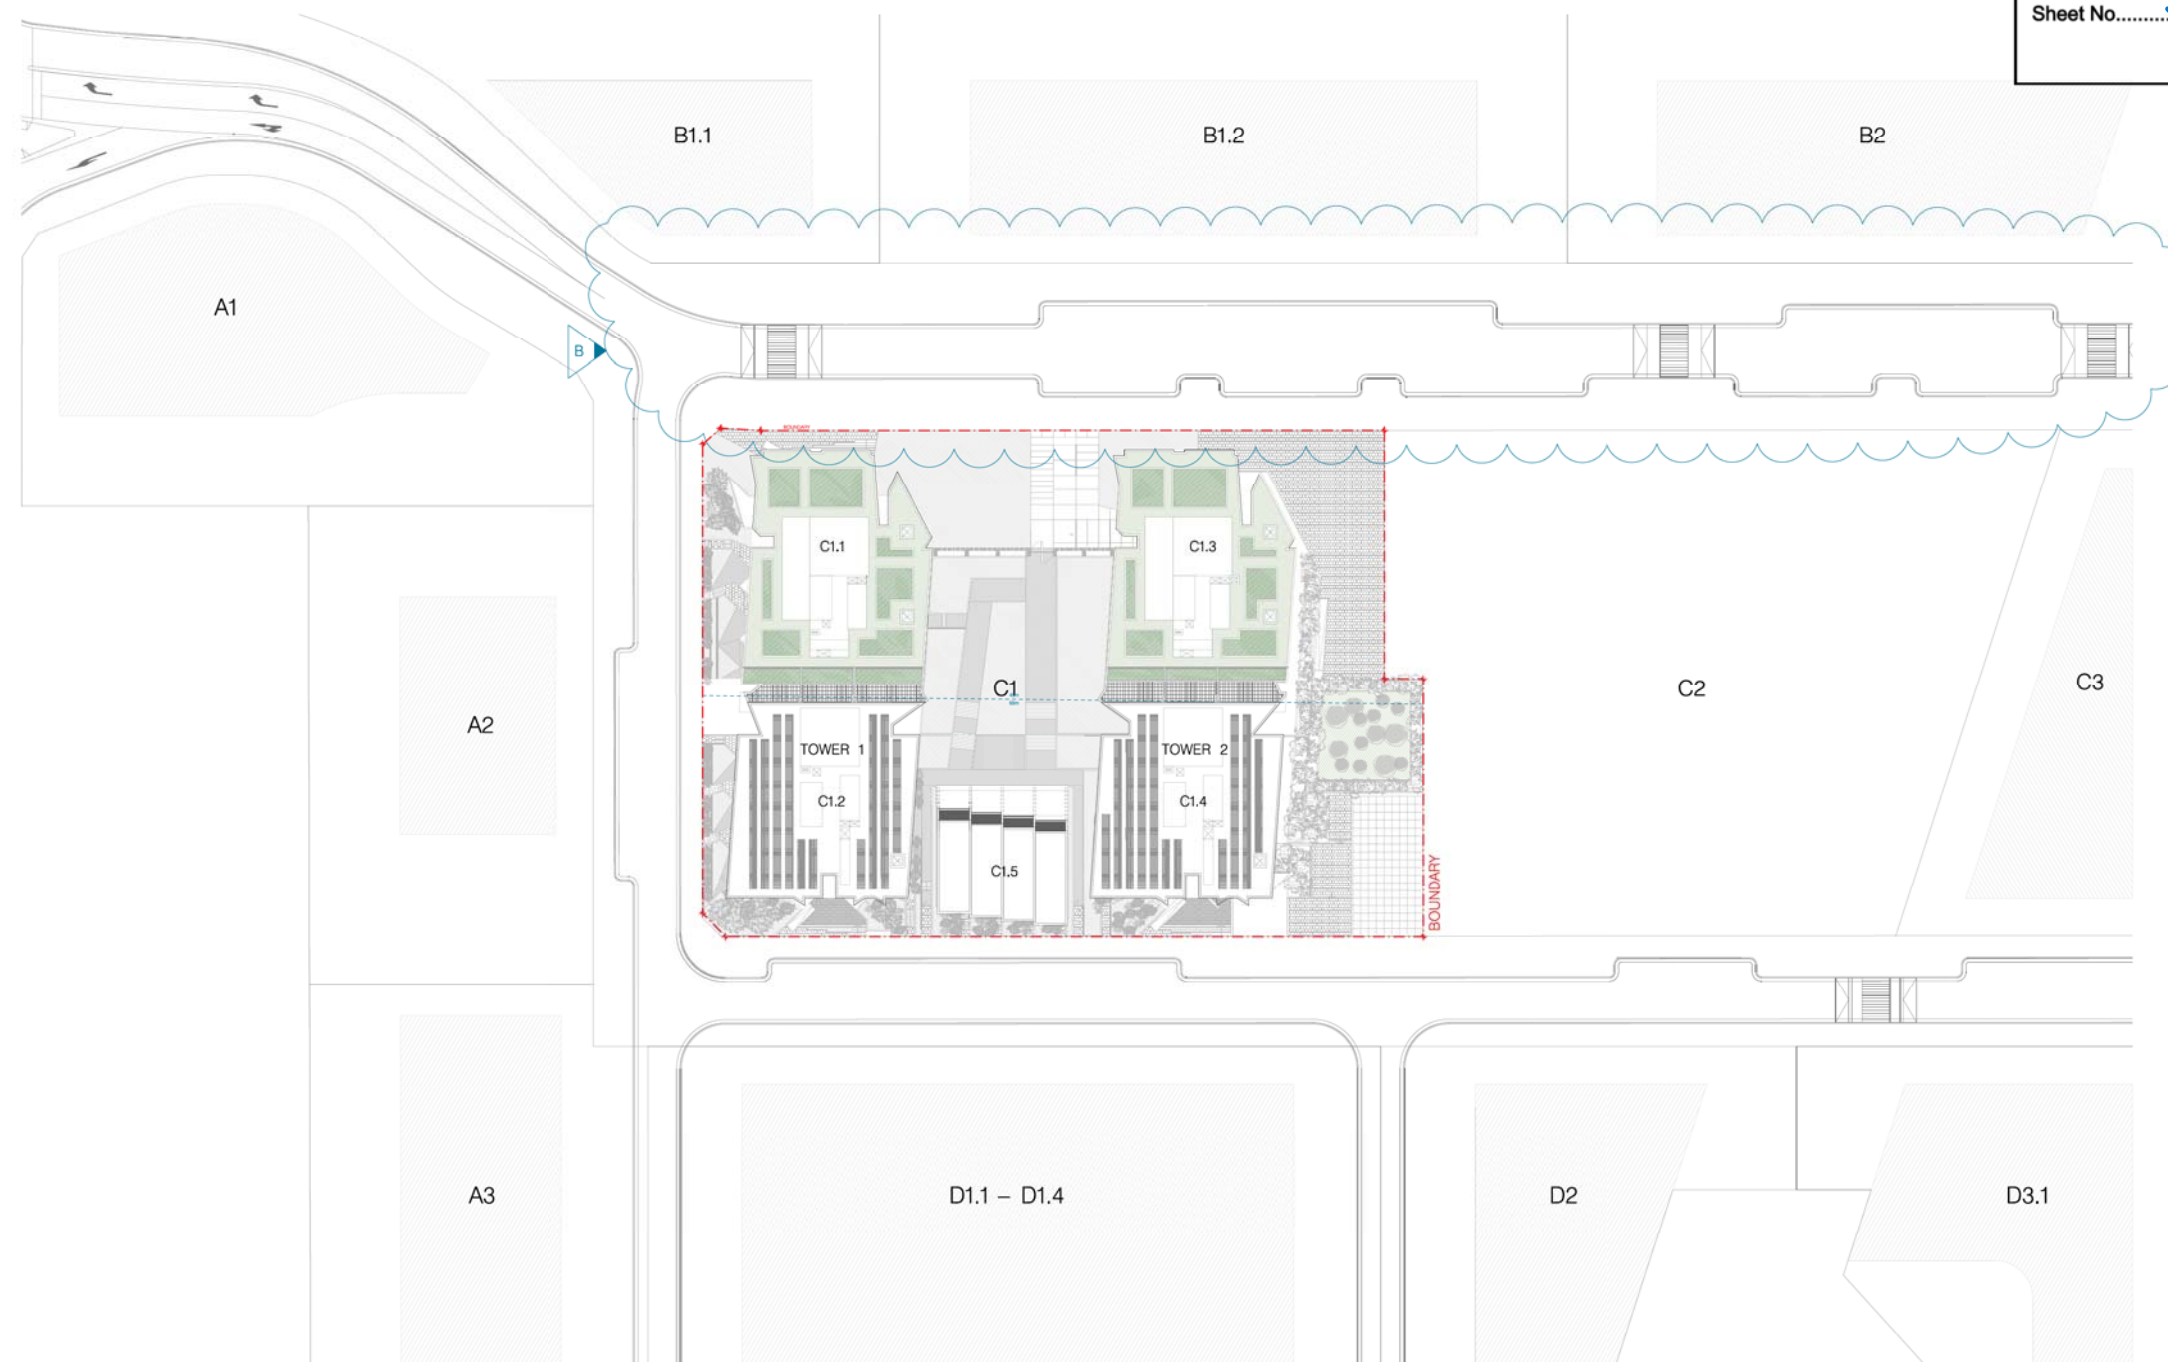 Sheet No..........
B1.1
B1.2
B2
A1
B
BOUNDARY
C1.1
C1.3
C1
C2
C3
A2
TOWER 1
TOWER 2
C1.2
C1.4
C1.5
BOUNDARY
A3
D1.1 – D1.4
D2
D3.1